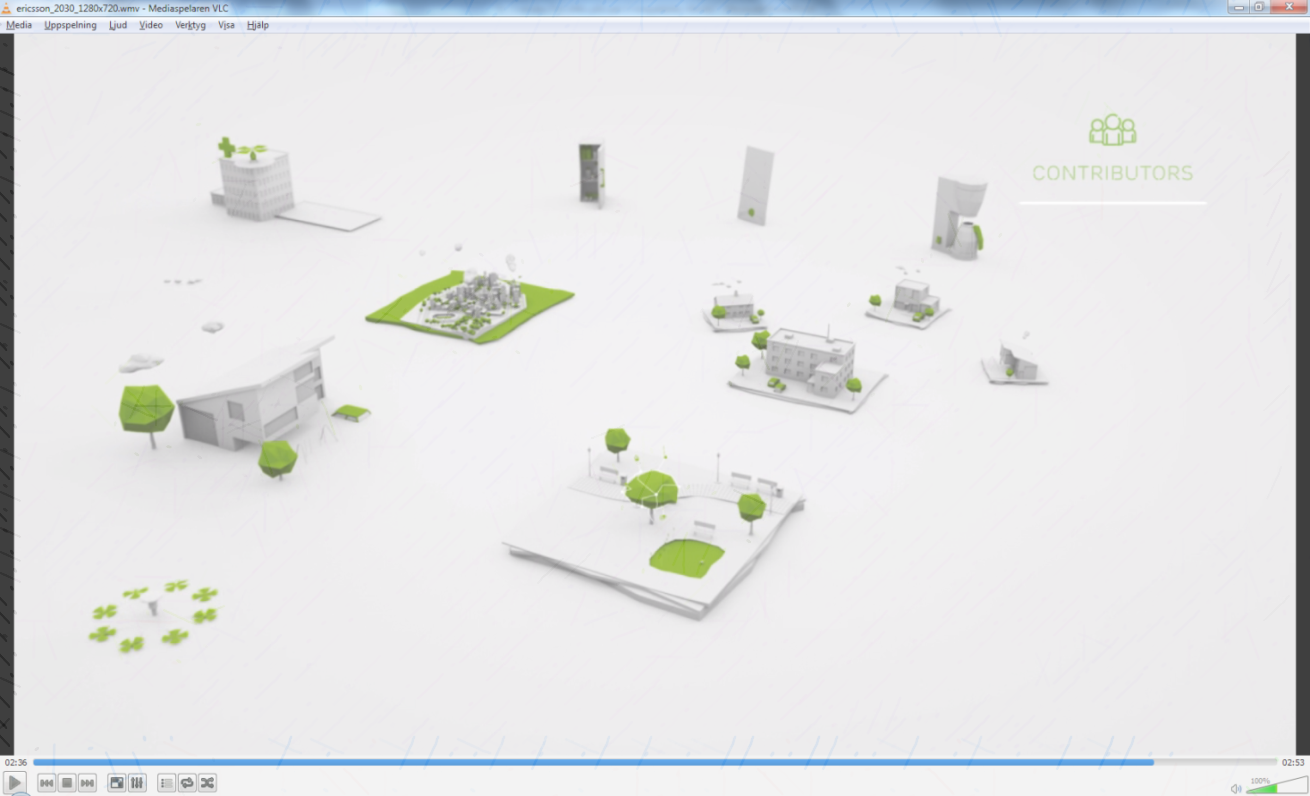 ericsson_2030_1280x720.wmv - Mediaspelaren VLC
Media Uppspelning Ljud Video Verktyg Visa Hjälp
CONTRIBUTORS
02:36
02:53
100%